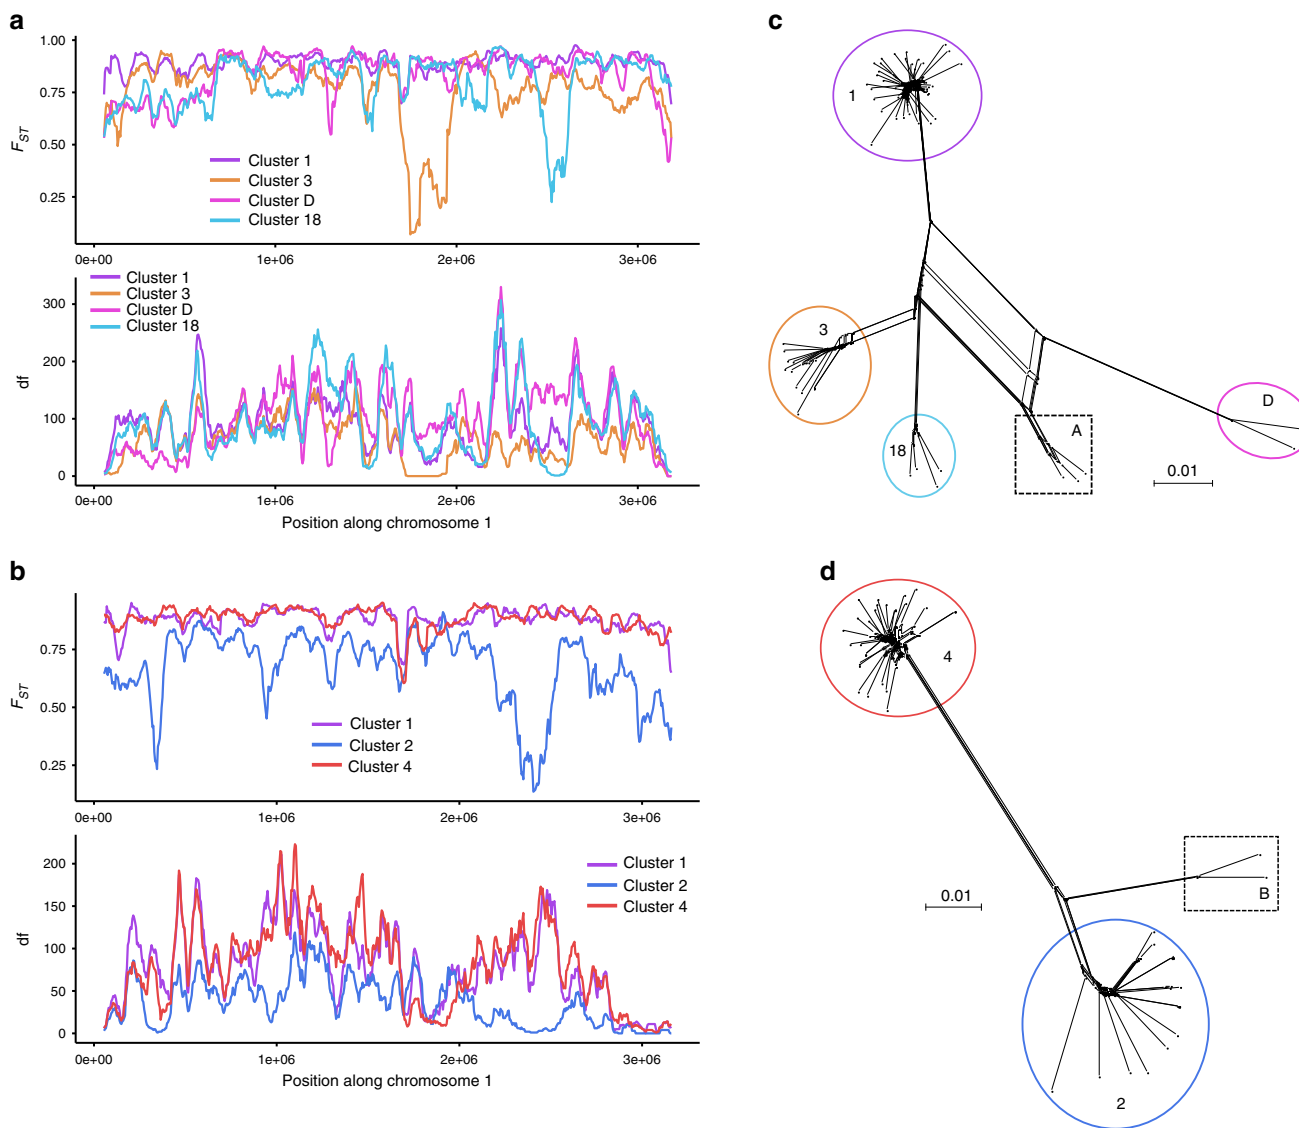 a
1.00
0.75
0.50
0.25
F_ST
Cluster 1
Cluster 3
Cluster D
Cluster 18
0e+00
1e+06
2e+06
3e+06
Cluster 1
Cluster 3
Cluster D
Cluster 18
300
200
100
0
df
0e+00
1e+06
2e+06
3e+06
Position along chromosome 1
b
0.75
0.50
0.25
F_ST
Cluster 1
Cluster 2
Cluster 4
0e+00
1e+06
2e+06
3e+06
200
150
100
50
0
df
Cluster 1
Cluster 2
Cluster 4
0e+00
1e+06
2e+06
3e+06
Position along chromosome 1
c
1
3
18
A
D
0.01
d
4
B
0.01
2